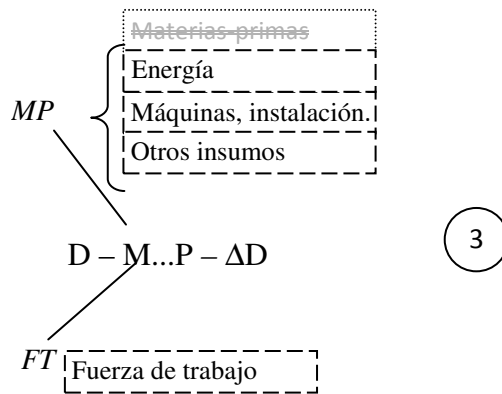 Materias-primas
Energía
MP
Máquinas, instalación.
Otros insumos
D – M...P – ΔD
3
FT
Fuerza de trabajo